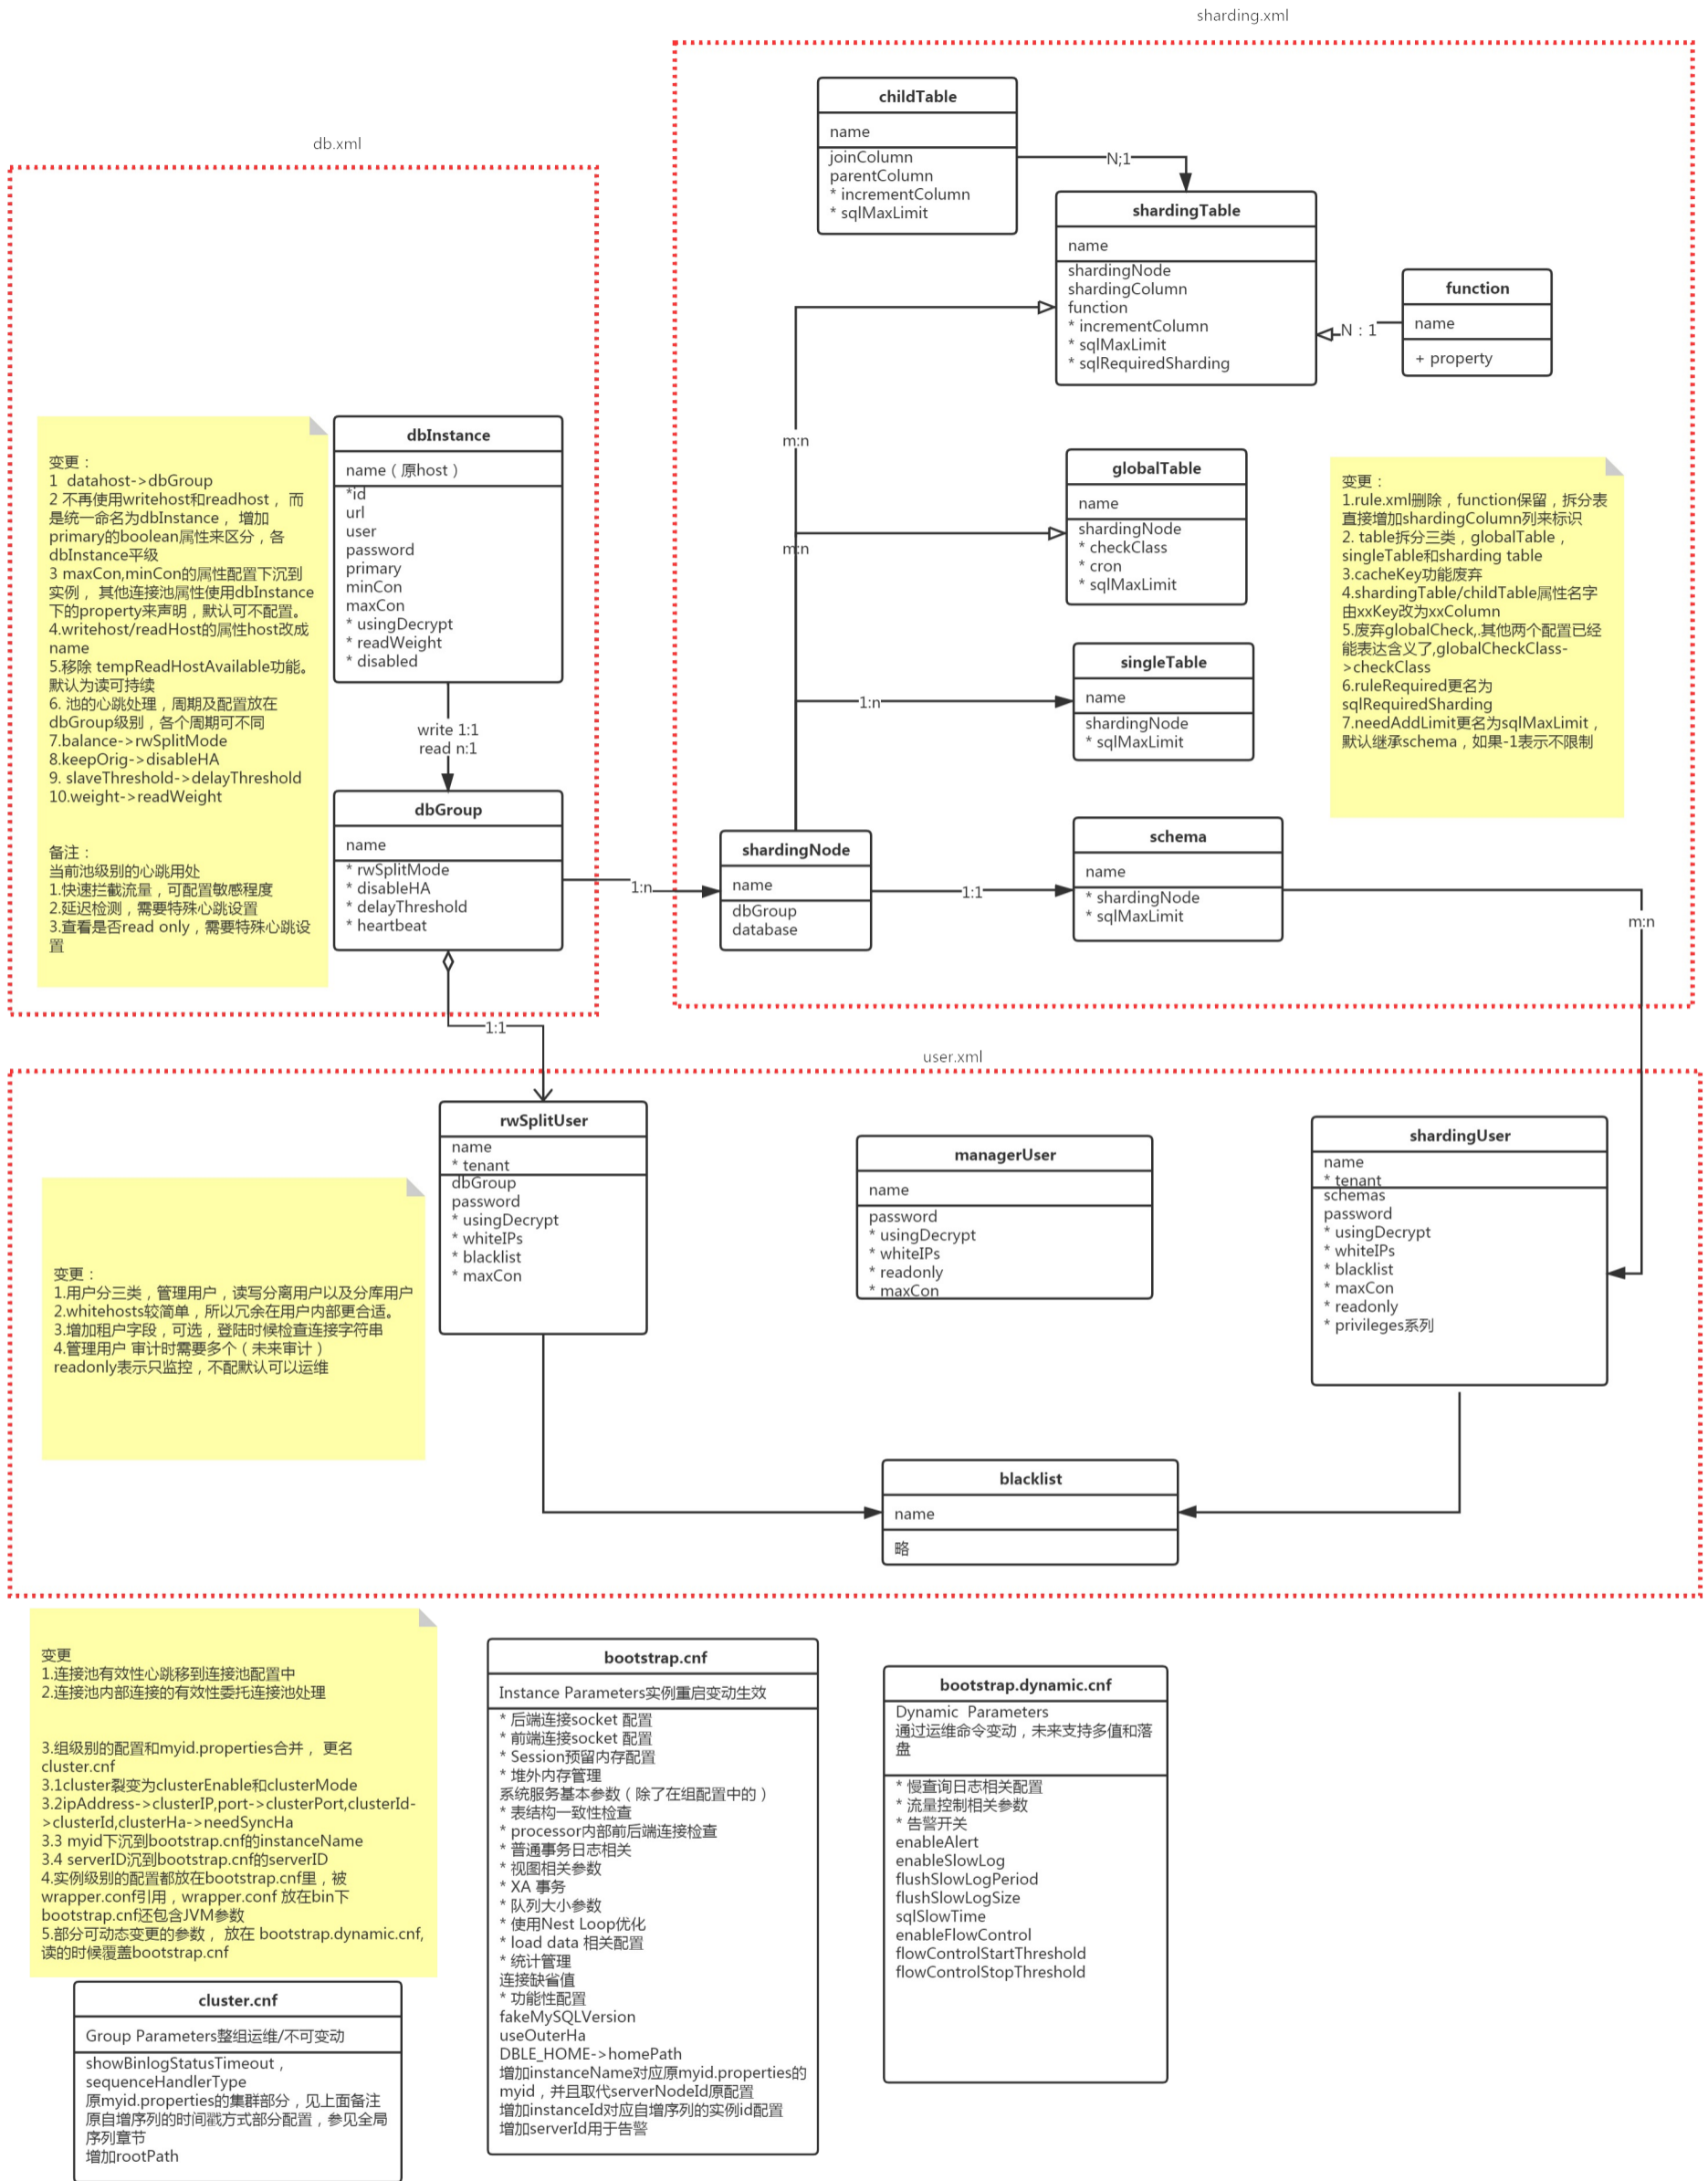 sharding.xml
childTable
name
joinColumn
parentColumn
* incrementColumn
* sqlMaxLimit
N;1
shardingTable
name
shardingNode
shardingColumn
function
* incrementColumn
* sqlMaxLimit
* sqlRequiredSharding
function
name
+ property
N：1
m:n
globalTable
name
shardingNode
* checkClass
* cron
* sqlMaxLimit
m:n
singleTable
name
shardingNode
* sqlMaxLimit
1:n
变更：
1.rule.xml删除，function保留，拆分表
直接增加shardingColumn列来标识
2. table拆分三类，globalTable，
singleTable和sharding table
3.cacheKey功能废弃
4.shardingTable/childTable属性名字
由xxKey改为xxColumn
5.废弃globalCheck,.其他两个配置已经
能表达含义了,globalCheckClass-
>checkClass
6.ruleRequired更名为
sqlRequiredSharding
7.needAddLimit更名为sqlMaxLimit，
默认继承schema，如果-1表示不限制
shardingNode
name
dbGroup
database
1:1
schema
name
* shardingNode
* sqlMaxLimit
m:n
db.xml
变更：
1  datahost->dbGroup
2 不再使用writehost和readhost， 而
是统一命名为dbInstance， 增加
primary的boolean属性来区分，各
dbInstance平级
3 maxCon,minCon的属性配置下沉到
实例， 其他连接池属性使用dbInstance
下的property来声明，默认可不配置。
4.writehost/readHost的属性host改成
name
5.移除 tempReadHostAvailable功能。
默认为读可持续
6. 池的心跳处理，周期及配置放在
dbGroup级别，各个周期可不同
7.balance->rwSplitMode
8.keepOrig->disableHA
9. slaveThreshold->delayThreshold
10.weight->readWeight
备注：
当前池级别的心跳用处
1.快速拦截流量，可配置敏感程度
2.延迟检测，需要特殊心跳设置
3.查看是否read only，需要特殊心跳设
置
dbInstance
name（原host）
*id
url
user
password
primary
minCon
maxCon
* usingDecrypt
* readWeight
* disabled
write 1:1
read n:1
dbGroup
name
* rwSplitMode
* disableHA
* delayThreshold
* heartbeat
1:n
1:1
user.xml
变更：
1.用户分三类，管理用户，读写分离用户以及分库用户
2.whitehosts较简单，所以冗余在用户内部更合适。
3.增加租户字段，可选，登陆时候检查连接字符串
4.管理用户 审计时需要多个（未来审计）
readonly表示只监控，不配默认可以运维
rwSplitUser
name
* tenant
dbGroup
password
* usingDecrypt
* whiteIPs
* blacklist
* maxCon
managerUser
name
password
* usingDecrypt
* whiteIPs
* readonly
* maxCon
shardingUser
name
* tenant
schemas
password
* usingDecrypt
* whiteIPs
* blacklist
* maxCon
* readonly
* privileges系列
blacklist
name
略
变更
1.连接池有效性心跳移到连接池配置中
2.连接池内部连接的有效性委托连接池处理
3.组级别的配置和myid.properties合并， 更名
cluster.cnf
3.1cluster裂变为clusterEnable和clusterMode
3.2ipAddress->clusterIP,port->clusterPort,clusterId-
>clusterId,clusterHa->needSyncHa
3.3 myid下沉到bootstrap.cnf的instanceName
3.4 serverID沉到bootstrap.cnf的serverID
4.实例级别的配置都放在bootstrap.cnf里，被
wrapper.conf引用，wrapper.conf 放在bin下
bootstrap.cnf还包含JVM参数
5.部分可动态变更的参数， 放在 bootstrap.dynamic.cnf,
读的时候覆盖bootstrap.cnf
cluster.cnf
Group Parameters整组运维/不可变动
showBinlogStatusTimeout，
sequenceHandlerType
原myid.properties的集群部分，见上面备注
原自增序列的时间戳方式部分配置，参见全局
序列章节
增加rootPath
bootstrap.cnf
Instance Parameters实例重启变动生效
* 后端连接socket 配置
* 前端连接socket 配置
* Session预留内存配置
* 堆外内存管理
系统服务基本参数（除了在组配置中的）
* 表结构一致性检查
* processor内部前后端连接检查
* 普通事务日志相关
* 视图相关参数
* XA 事务
* 队列大小参数
* 使用Nest Loop优化
* load data 相关配置
* 统计管理
连接缺省值
* 功能性配置
fakeMySQLVersion
useOuterHa
DBLE_HOME->homePath
增加instanceName对应原myid.properties的
myid，并且取代serverNodeId原配置
增加instanceId对应自增序列的实例id配置
增加serverId用于告警
bootstrap.dynamic.cnf
Dynamic  Parameters
通过运维命令变动，未来支持多值和落
盘
* 慢查询日志相关配置
* 流量控制相关参数
* 告警开关
enableAlert
enableSlowLog
flushSlowLogPeriod
flushSlowLogSize
sqlSlowTime
enableFlowControl
flowControlStartThreshold
flowControlStopThreshold